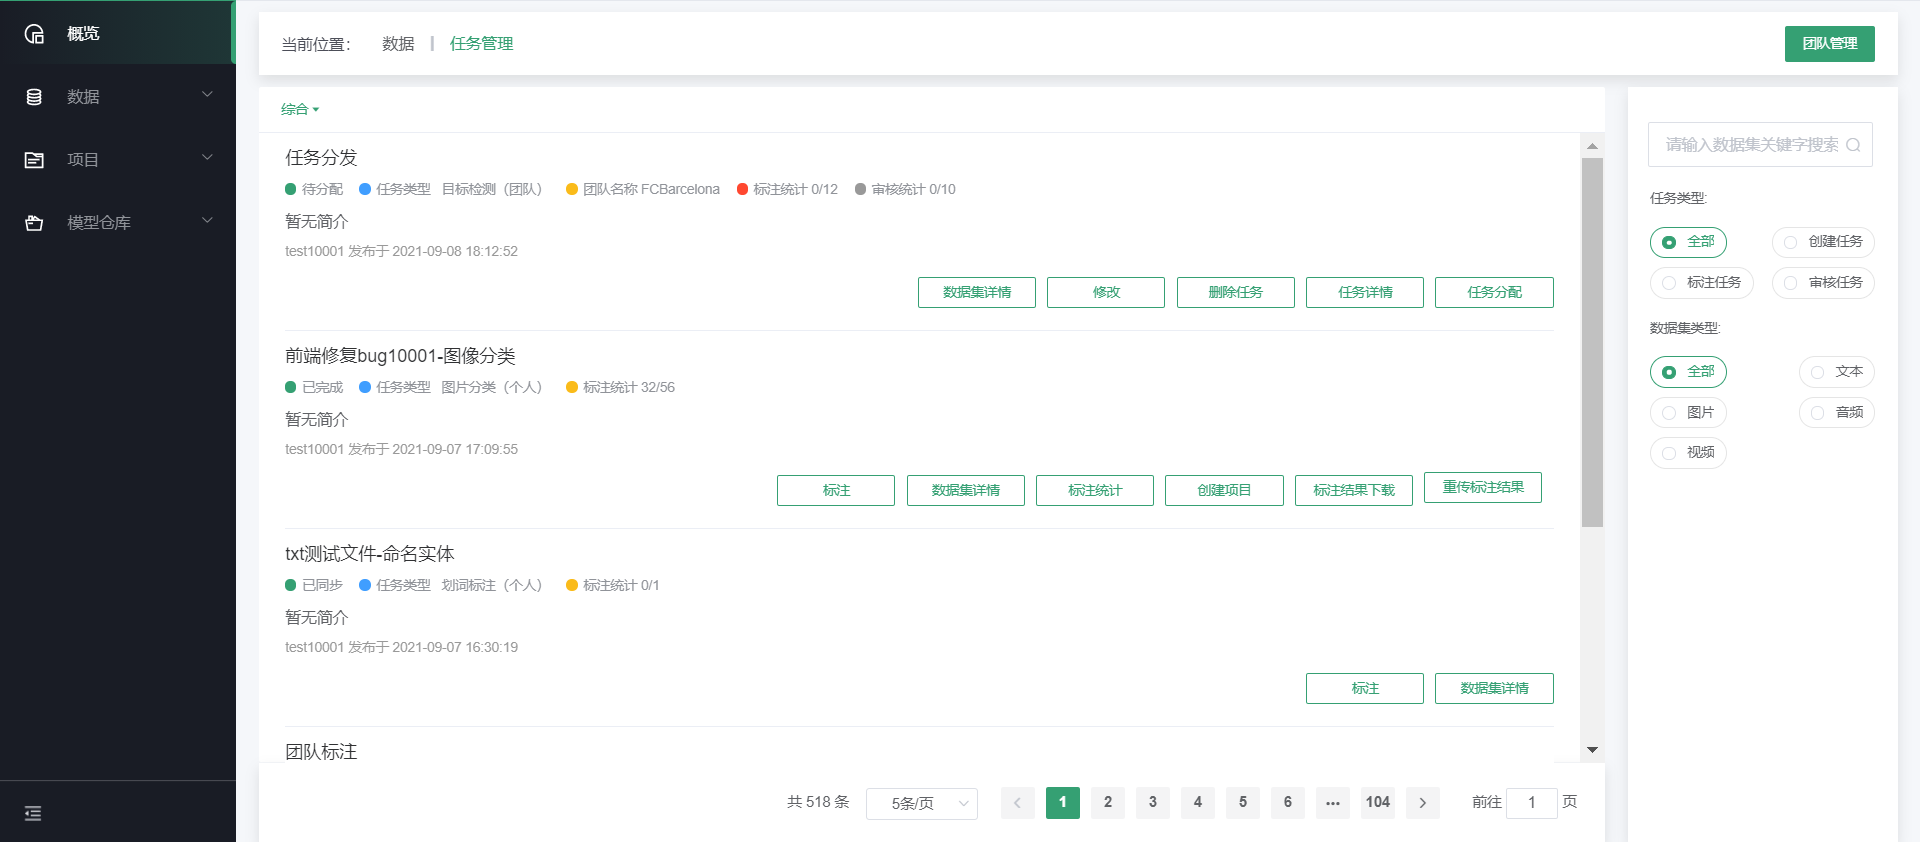 概览
数据
项目
模型仓库
当前位置： 数据 | 任务管理
团队管理
综合
任务分发
待分配 任务类型 目标检测（团队） 团队名称 FCBarcelona 标注统计 0/12 审核统计 0/10
暂无简介
test10001 发布于 2021-09-08 18:12:52
数据集详情 修改 删除任务 任务详情 任务分配
前端修复bug10001-图像分类
已完成 任务类型 图片分类（个人） 标注统计 32/56
暂无简介
test10001 发布于 2021-09-07 17:09:55
标注 数据集详情 标注统计 创建项目 标注结果下载 重传标注结果
txt测试文件-命名实体
已同步 任务类型 划词标注（个人） 标注统计 0/1
暂无简介
test10001 发布于 2021-09-07 16:30:19
标注 数据集详情
团队标注
共 518 条 5条/页 1 2 3 4 5 6 ••• 104 前往 1 页
请输入数据集关键字搜索
任务类型:
全部 创建任务
标注任务 审核任务
数据集类型:
全部 文本
图片 音频
视频